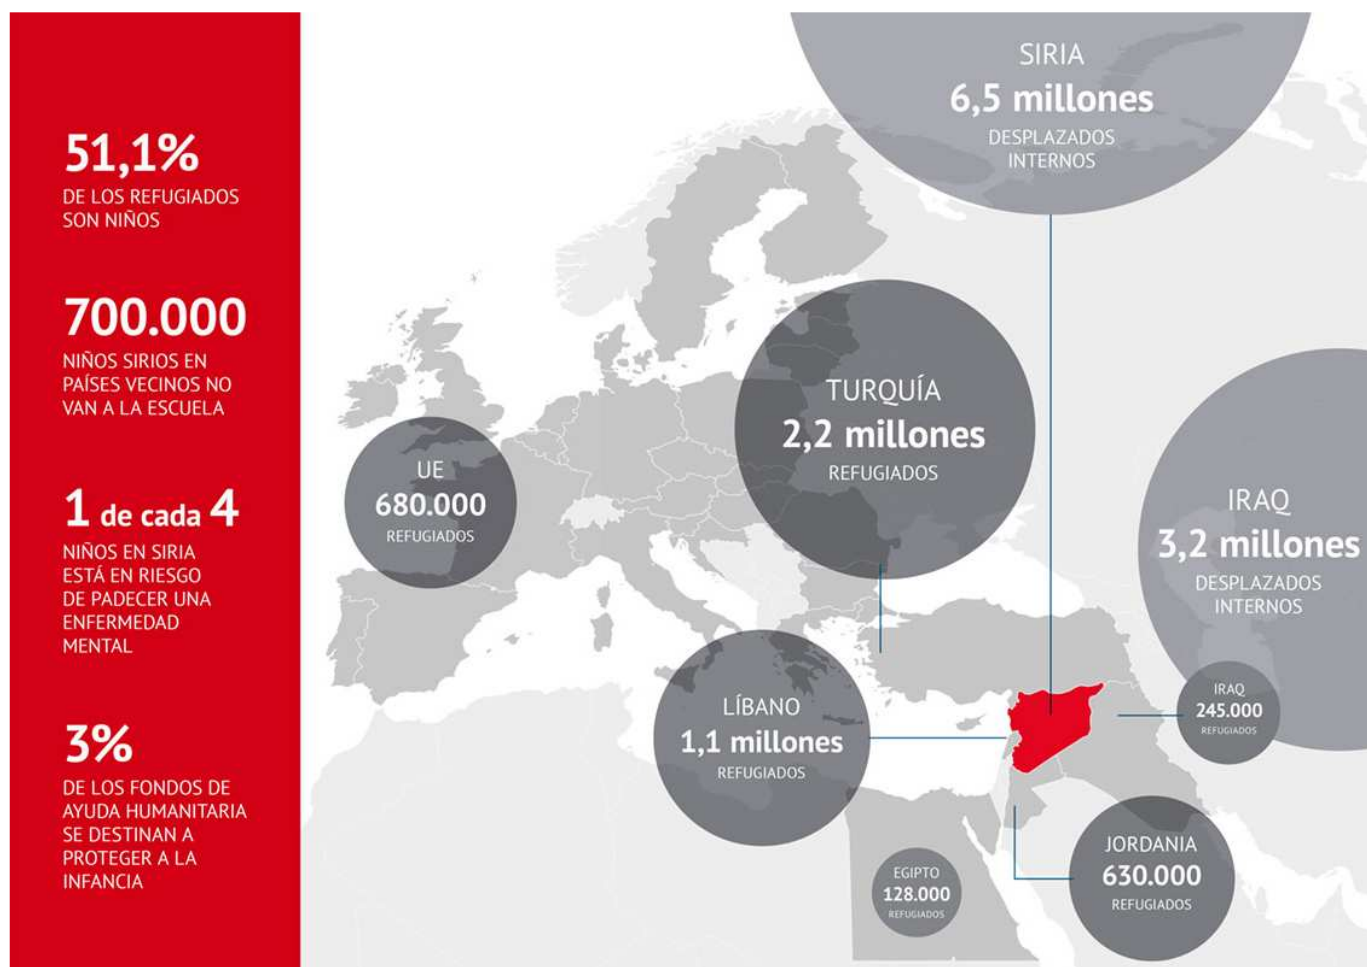 51,1%
DE LOS REFUGIADOS
SON NIÑOS
700.000
NIÑOS SIRIOS EN
PAÍSES VECINOS NO
VAN A LA ESCUELA
1 de cada 4
NIÑOS EN SIRIA
ESTÁ EN RIESGO
DE PADECER UNA
ENFERMEDAD
MENTAL
3%
DE LOS FONDOS DE
AYUDA HUMANITARIA
SE DESTINAN A
PROTEGER A LA
INFANCIA
SIRIA
6,5 millones
DESPLAZADOS
INTERNOS
TURQUÍA
2,2 millones
REFUGIADOS
UE
680.000
REFUGIADOS
IRAQ
3,2 millones
DESPLAZADOS
INTERNOS
LÍBANO
1,1 millones
REFUGIADOS
IRAQ
245.000
REFUGIADOS
JORDANIA
630.000
REFUGIADOS
EGIPTO
128.000
REFUGIADOS